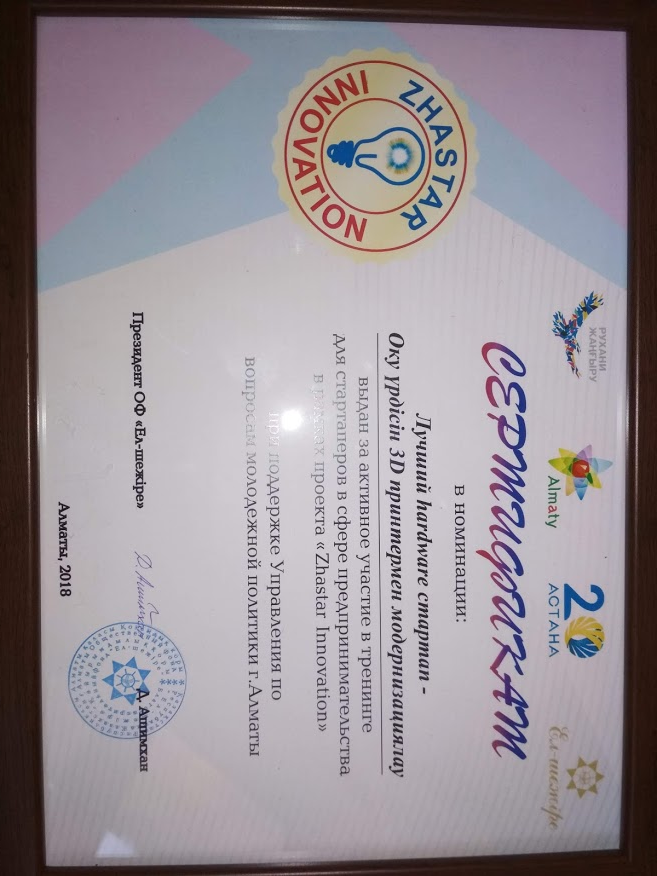 РУХАНИ
ЖАҢҒЫРУ
Almaty
20
АСТАНА
Ел-шежіре
ZHASTAR
INNOVATION
СЕРТИФИКАТ
в номинации:
Лучший hardware стартап -
Оқу үрдісін 3D принтермен модернизациялау
выдан за активное участие в тренинге
для стартаперов в сфере предпринимательства
в рамках проекта «Zhastar Innovation»
при поддержке Управления по
вопросам молодежной политики г.Алматы
Президент ОФ «Ел-шежіре»
Д. Ашимхан
Алматы, 2018